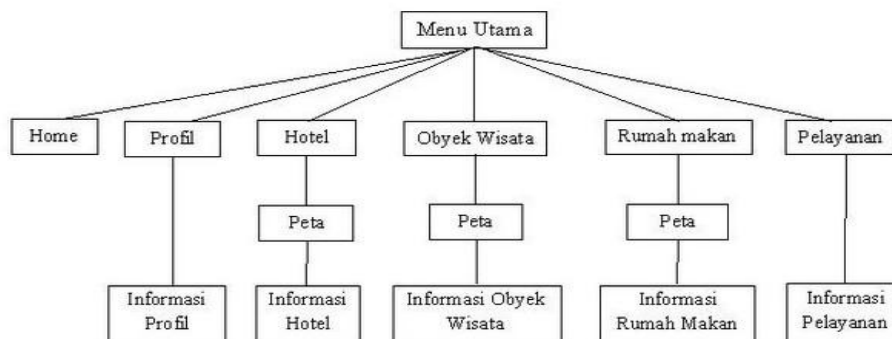 Menu Utama
Home
Profil
Hotel
Obyek Wisata
Rumah makan
Pelayanan
Peta
Peta
Peta
Informasi
Profil
Informasi
Hotel
Informasi Obyek
Wisata
Informasi
Rumah Makan
Informasi
Pelayanan